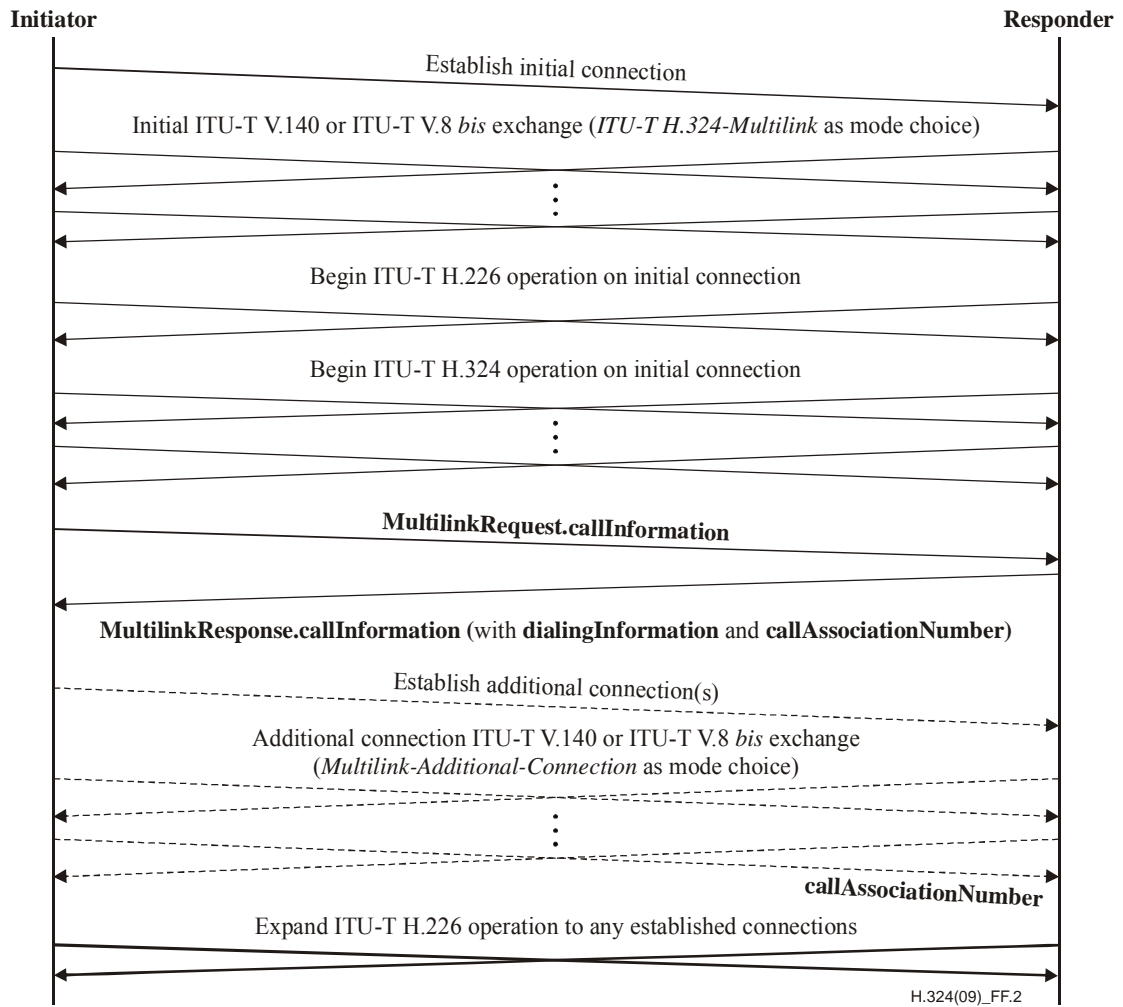 Initiator
Responder
Establish initial connection
Initial ITU-T V.140 or ITU-T V.8 bis exchange (ITU-T H.324-Multilink as mode choice)
Begin ITU-T H.226 operation on initial connection
Begin ITU-T H.324 operation on initial connection
MultilinkRequest.callInformation
MultilinkResponse.callInformation (with dialingInformation and callAssociationNumber)
Establish additional connection(s)
Additional connection ITU-T V.140 or ITU-T V.8 bis exchange
(Multilink-Additional-Connection as mode choice)
callAssociationNumber
Expand ITU-T H.226 operation to any established connections
H.324(09)_FF.2